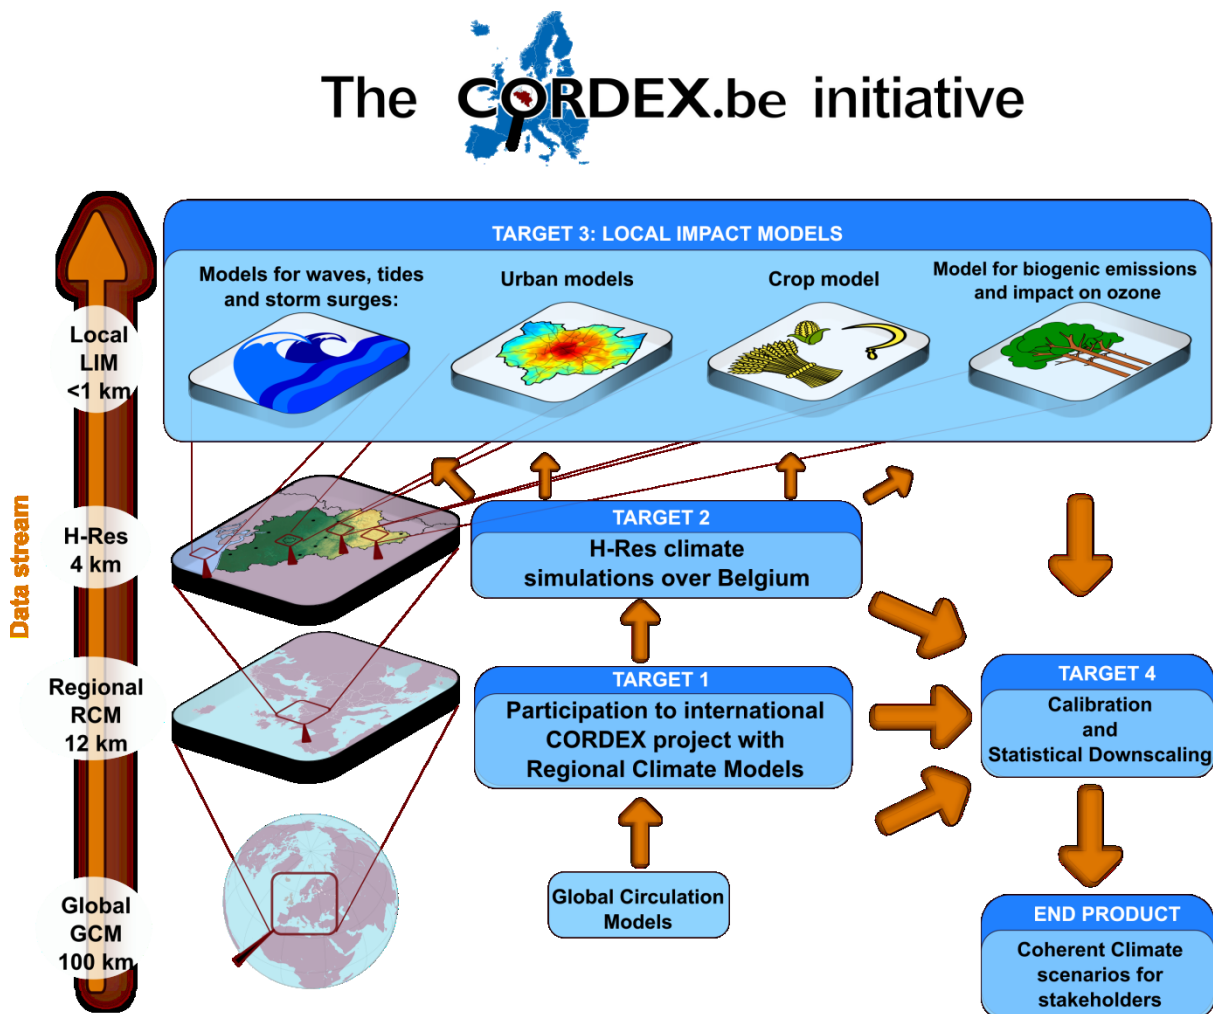 The CORDEX.be initiative
TARGET 3: LOCAL IMPACT MODELS
Models for waves, tides
and storm surges:
Urban models
Crop model
Model for biogenic emissions
and impact on ozone
Local
LIM
<1 km
H-Res
4 km
Regional
RCM
12 km
Global
GCM
100 km
Data stream
TARGET 2
H-Res climate
simulations over Belgium
TARGET 1
Participation to international
CORDEX project with
Regional Climate Models
Global Circulation
Models
TARGET 4
Calibration
and
Statistical Downscaling
END PRODUCT
Coherent Climate
scenarios for
stakeholders